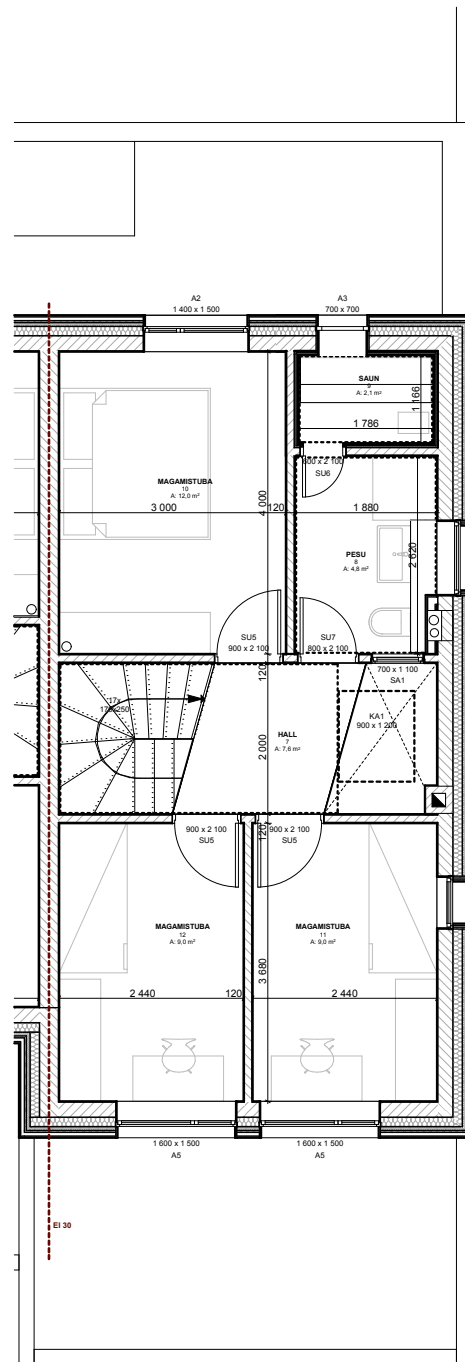 A2
1 400 x 1 500
A3
700 x 700
SAUN
9
A: 2,1 m²
1 166
1 786
600 x 2 100
SU6
MAGAMISTUBA
10
A: 12,0 m²
3 000
4 000
120
1 880
PESU
8
A: 4,8 m²
2 620
SU5
900 x 2 100
SU7
800 x 2 100
120
700 x 1 100
SA1
KA1
900 x 1 200
HALL
7
A: 7,6 m²
2 000
900 x 2 100
SU5
120
900 x 2 100
SU5
MAGAMISTUBA
12
A: 9,0 m²
MAGAMISTUBA
11
A: 9,0 m²
3 680
2 440
120
2 440
1 600 x 1 500
A5
1 600 x 1 500
A5
EI 30